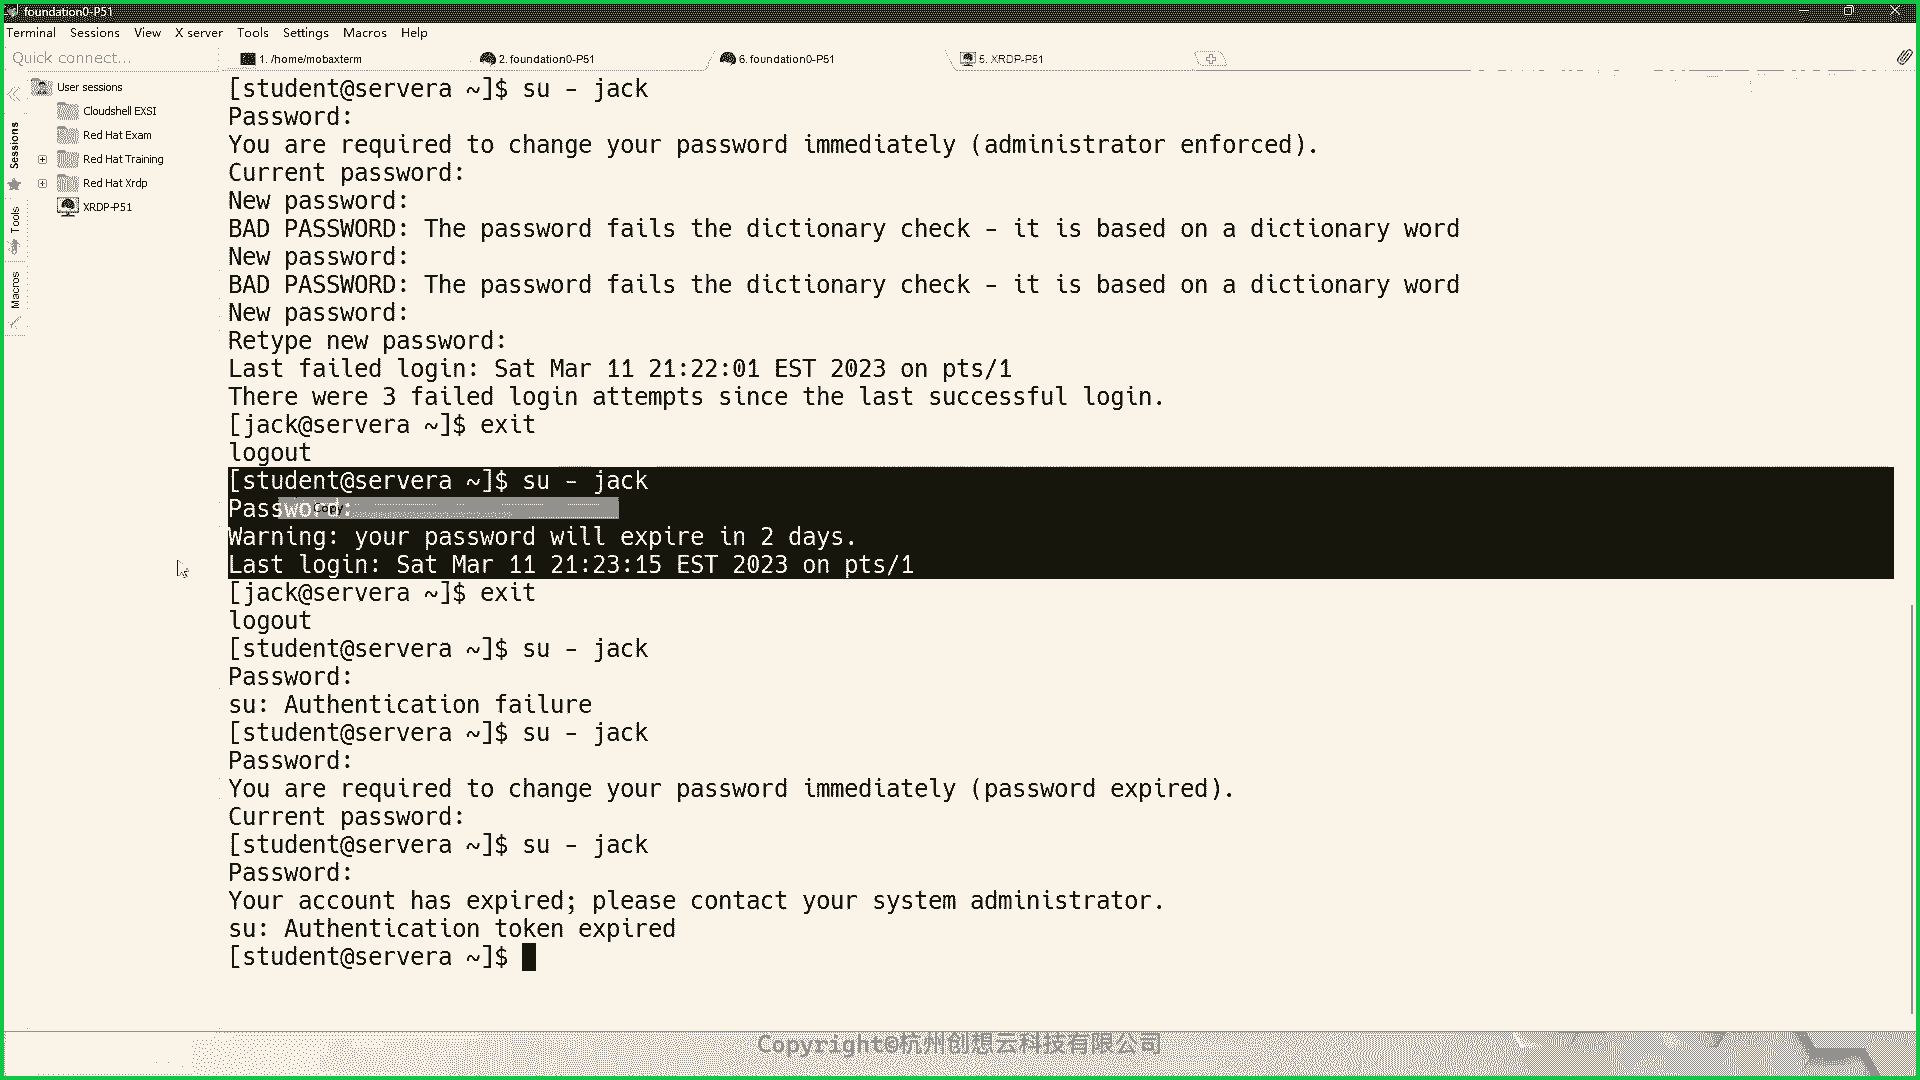 foundation0-P51
Terminal Sessions View X server Tools Settings Macros Help
Quick connect...
1. /home/mobaxterm
2. foundation0-P51
6. foundation0-P51
5. XRDP-P51
User sessions
Cloudshell EXSI
Red Hat Exam
Red Hat Training
Red Hat Xrdp
XRDP-P51
Sessions
Tools
Macros
[student@servera ~]$ su - jack
Password:
You are required to change your password immediately (administrator enforced).
Current password:
New password:
BAD PASSWORD: The password fails the dictionary check - it is based on a dictionary word
New password:
BAD PASSWORD: The password fails the dictionary check - it is based on a dictionary word
New password:
Retype new password:
Last failed login: Sat Mar 11 21:22:01 EST 2023 on pts/1
There were 3 failed login attempts since the last successful login.
[jack@servera ~]$ exit
logout
[student@servera ~]$ su - jack
Password:
Copy
Warning: your password will expire in 2 days.
Last login: Sat Mar 11 21:23:15 EST 2023 on pts/1
[jack@servera ~]$ exit
logout
[student@servera ~]$ su - jack
Password:
su: Authentication failure
[student@servera ~]$ su - jack
Password:
You are required to change your password immediately (password expired).
Current password:
[student@servera ~]$ su - jack
Password:
Your account has expired; please contact your system administrator.
su: Authentication token expired
[student@servera ~]$
Copyright©杭州创想云科技有限公司